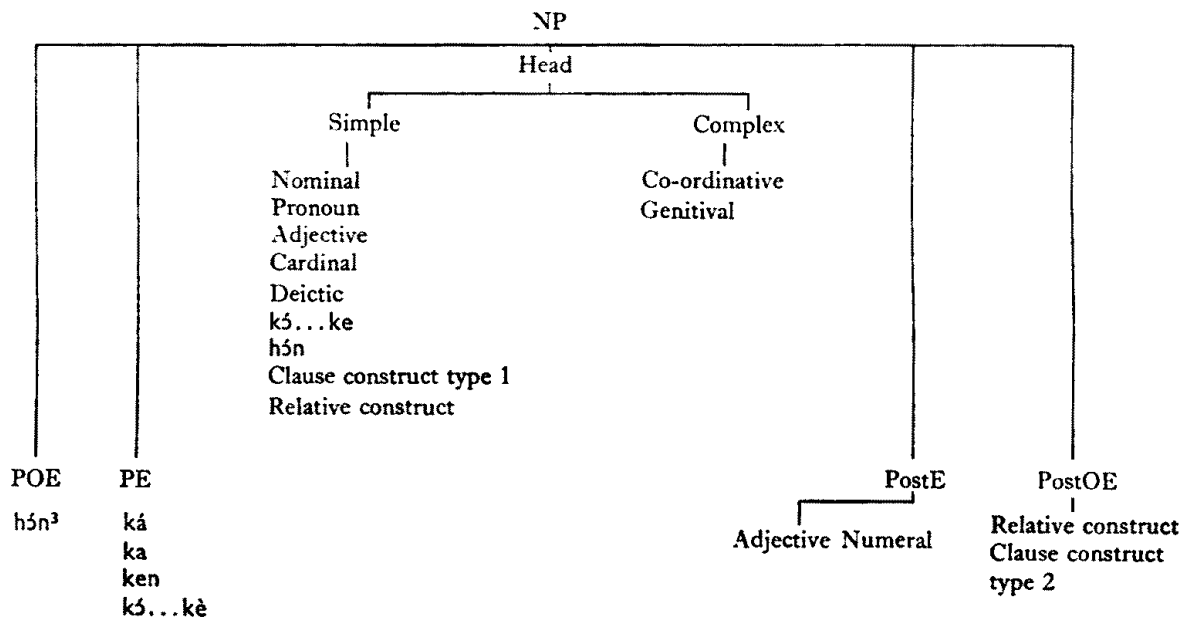 NP
Head
Simple Complex
Nominal Co-ordinative
Pronoun Genitival
Adjective
Cardinal
Deictic
kɔ́...ke
hɔ́n
Clause construct type 1
Relative construct
POE PE PostE PostOE
hɔ́n³ ká Adjective Numeral Relative construct
ka Clause construct
ken type 2
kɔ́...kè